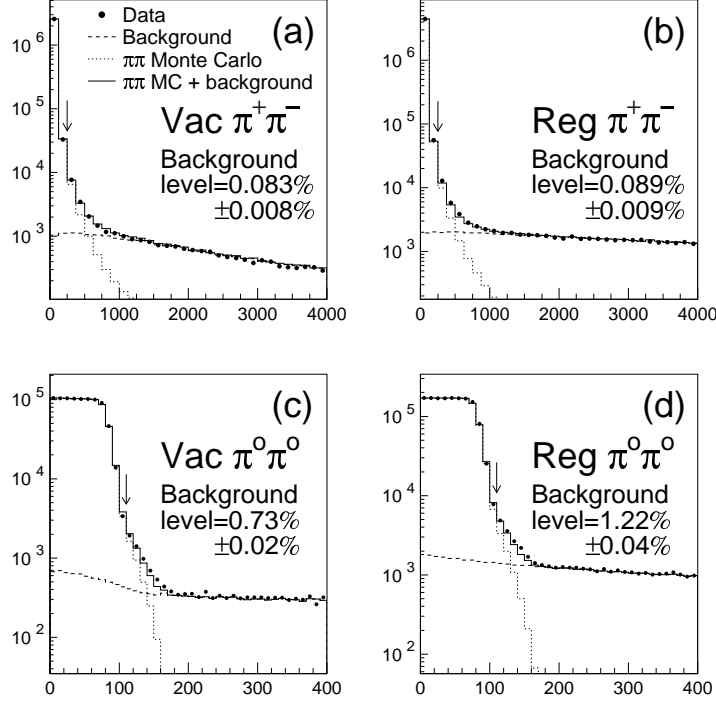 Data
Background
ππ Monte Carlo
ππ MC + background
(a)
Vac π⁺π⁻
Background
level=0.083%
±0.008%
10⁶
10⁵
10⁴
10³
0
1000
2000
3000
4000
(b)
Reg π⁺π⁻
Background
level=0.089%
±0.009%
10⁶
10⁵
10⁴
10³
0
1000
2000
3000
4000
(c)
Vac π⁰π⁰
Background
level=0.73%
±0.02%
10⁵
10⁴
10³
10²
0
100
200
300
400
(d)
Reg π⁰π⁰
Background
level=1.22%
±0.04%
10⁵
10⁴
10³
10²
0
100
200
300
400